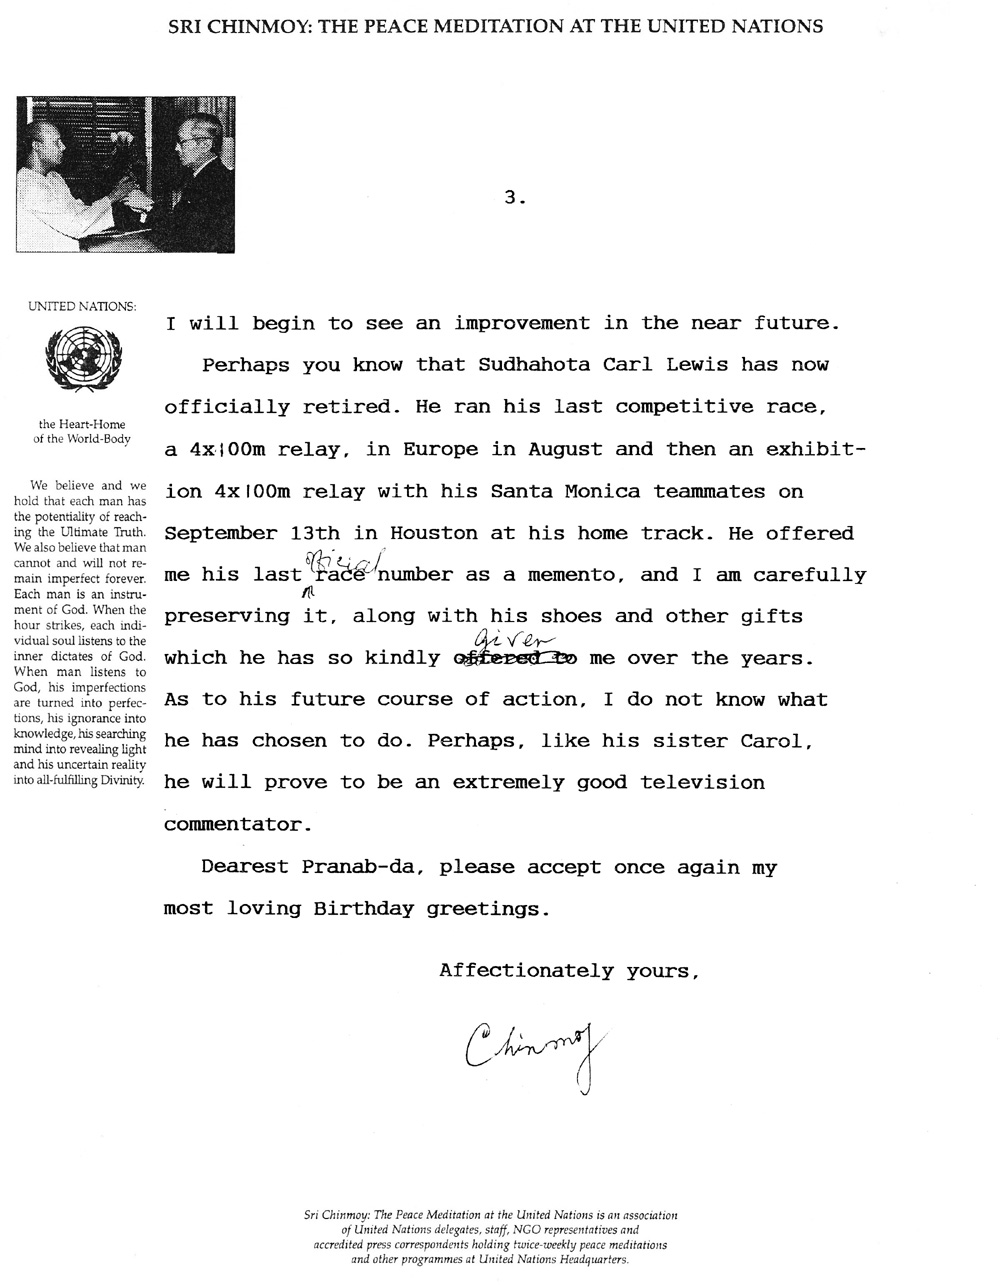 SRI CHINMOY: THE PEACE MEDITATION AT THE UNITED NATIONS
3.
UNITED NATIONS:
the Heart-Home
of the World-Body
We believe and we
hold that each man has
the potentiality of reach-
ing the Ultimate Truth.
We also believe that man
cannot and will not re-
main imperfect forever.
Each man is an instru-
ment of God. When the
hour strikes, each indi-
vidual soul listens to the
inner dictates of God.
When man listens to
God, his imperfections
are turned into perfec-
tions, his ignorance into
knowledge, his searching
mind into revealing light
and his uncertain reality
into all-fulfilling Divinity.
I will begin to see an improvement in the near future.
Perhaps you know that Sudhahota Carl Lewis has now
officially retired. He ran his last competitive race,
a 4x100m relay, in Europe in August and then an exhibit-
ion 4x100m relay with his Santa Monica teammates on
September 13th in Houston at his home track. He offered
official
me his last race number as a memento, and I am carefully
preserving it, along with his shoes and other gifts
given
which he has so kindly offered to me over the years.
As to his future course of action, I do not know what
he has chosen to do. Perhaps, like his sister Carol,
he will prove to be an extremely good television
commentator.
Dearest Pranab-da, please accept once again my
most loving Birthday greetings.
Affectionately yours,
Chinmoy
Sri Chinmoy: The Peace Meditation at the United Nations is an association
of United Nations delegates, staff, NGO representatives and
accredited press correspondents holding twice-weekly peace meditations
and other programmes at United Nations Headquarters.